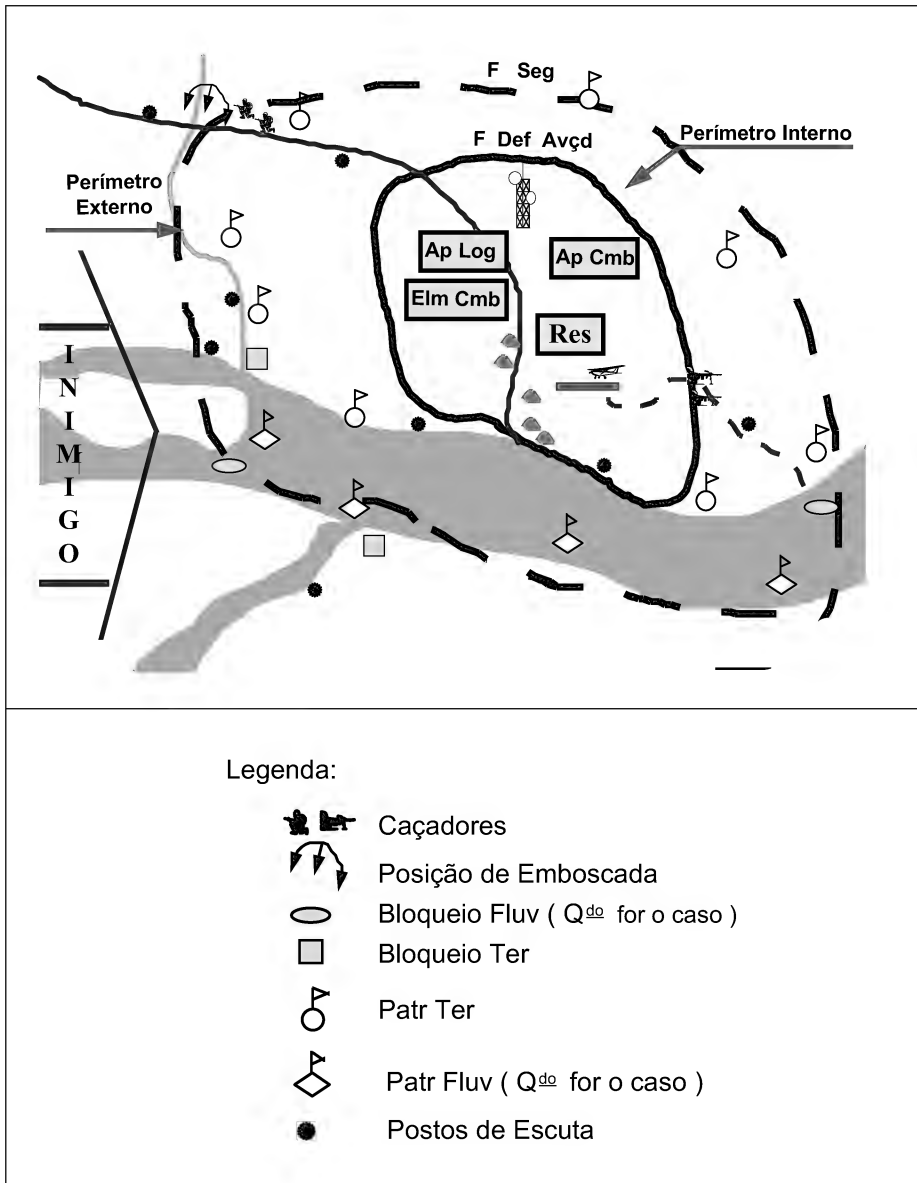 F Seg
F Def Avçd
Perímetro Interno
Perímetro
Externo
Ap Log
Ap Cmb
Elm Cmb
Res
INIMIGO
Legenda:
Caçadores
Posição de Emboscada
Bloqueio Fluv ( Qdo for o caso )
Bloqueio Ter
Patr Ter
Patr Fluv ( Qdo for o caso )
Postos de Escuta